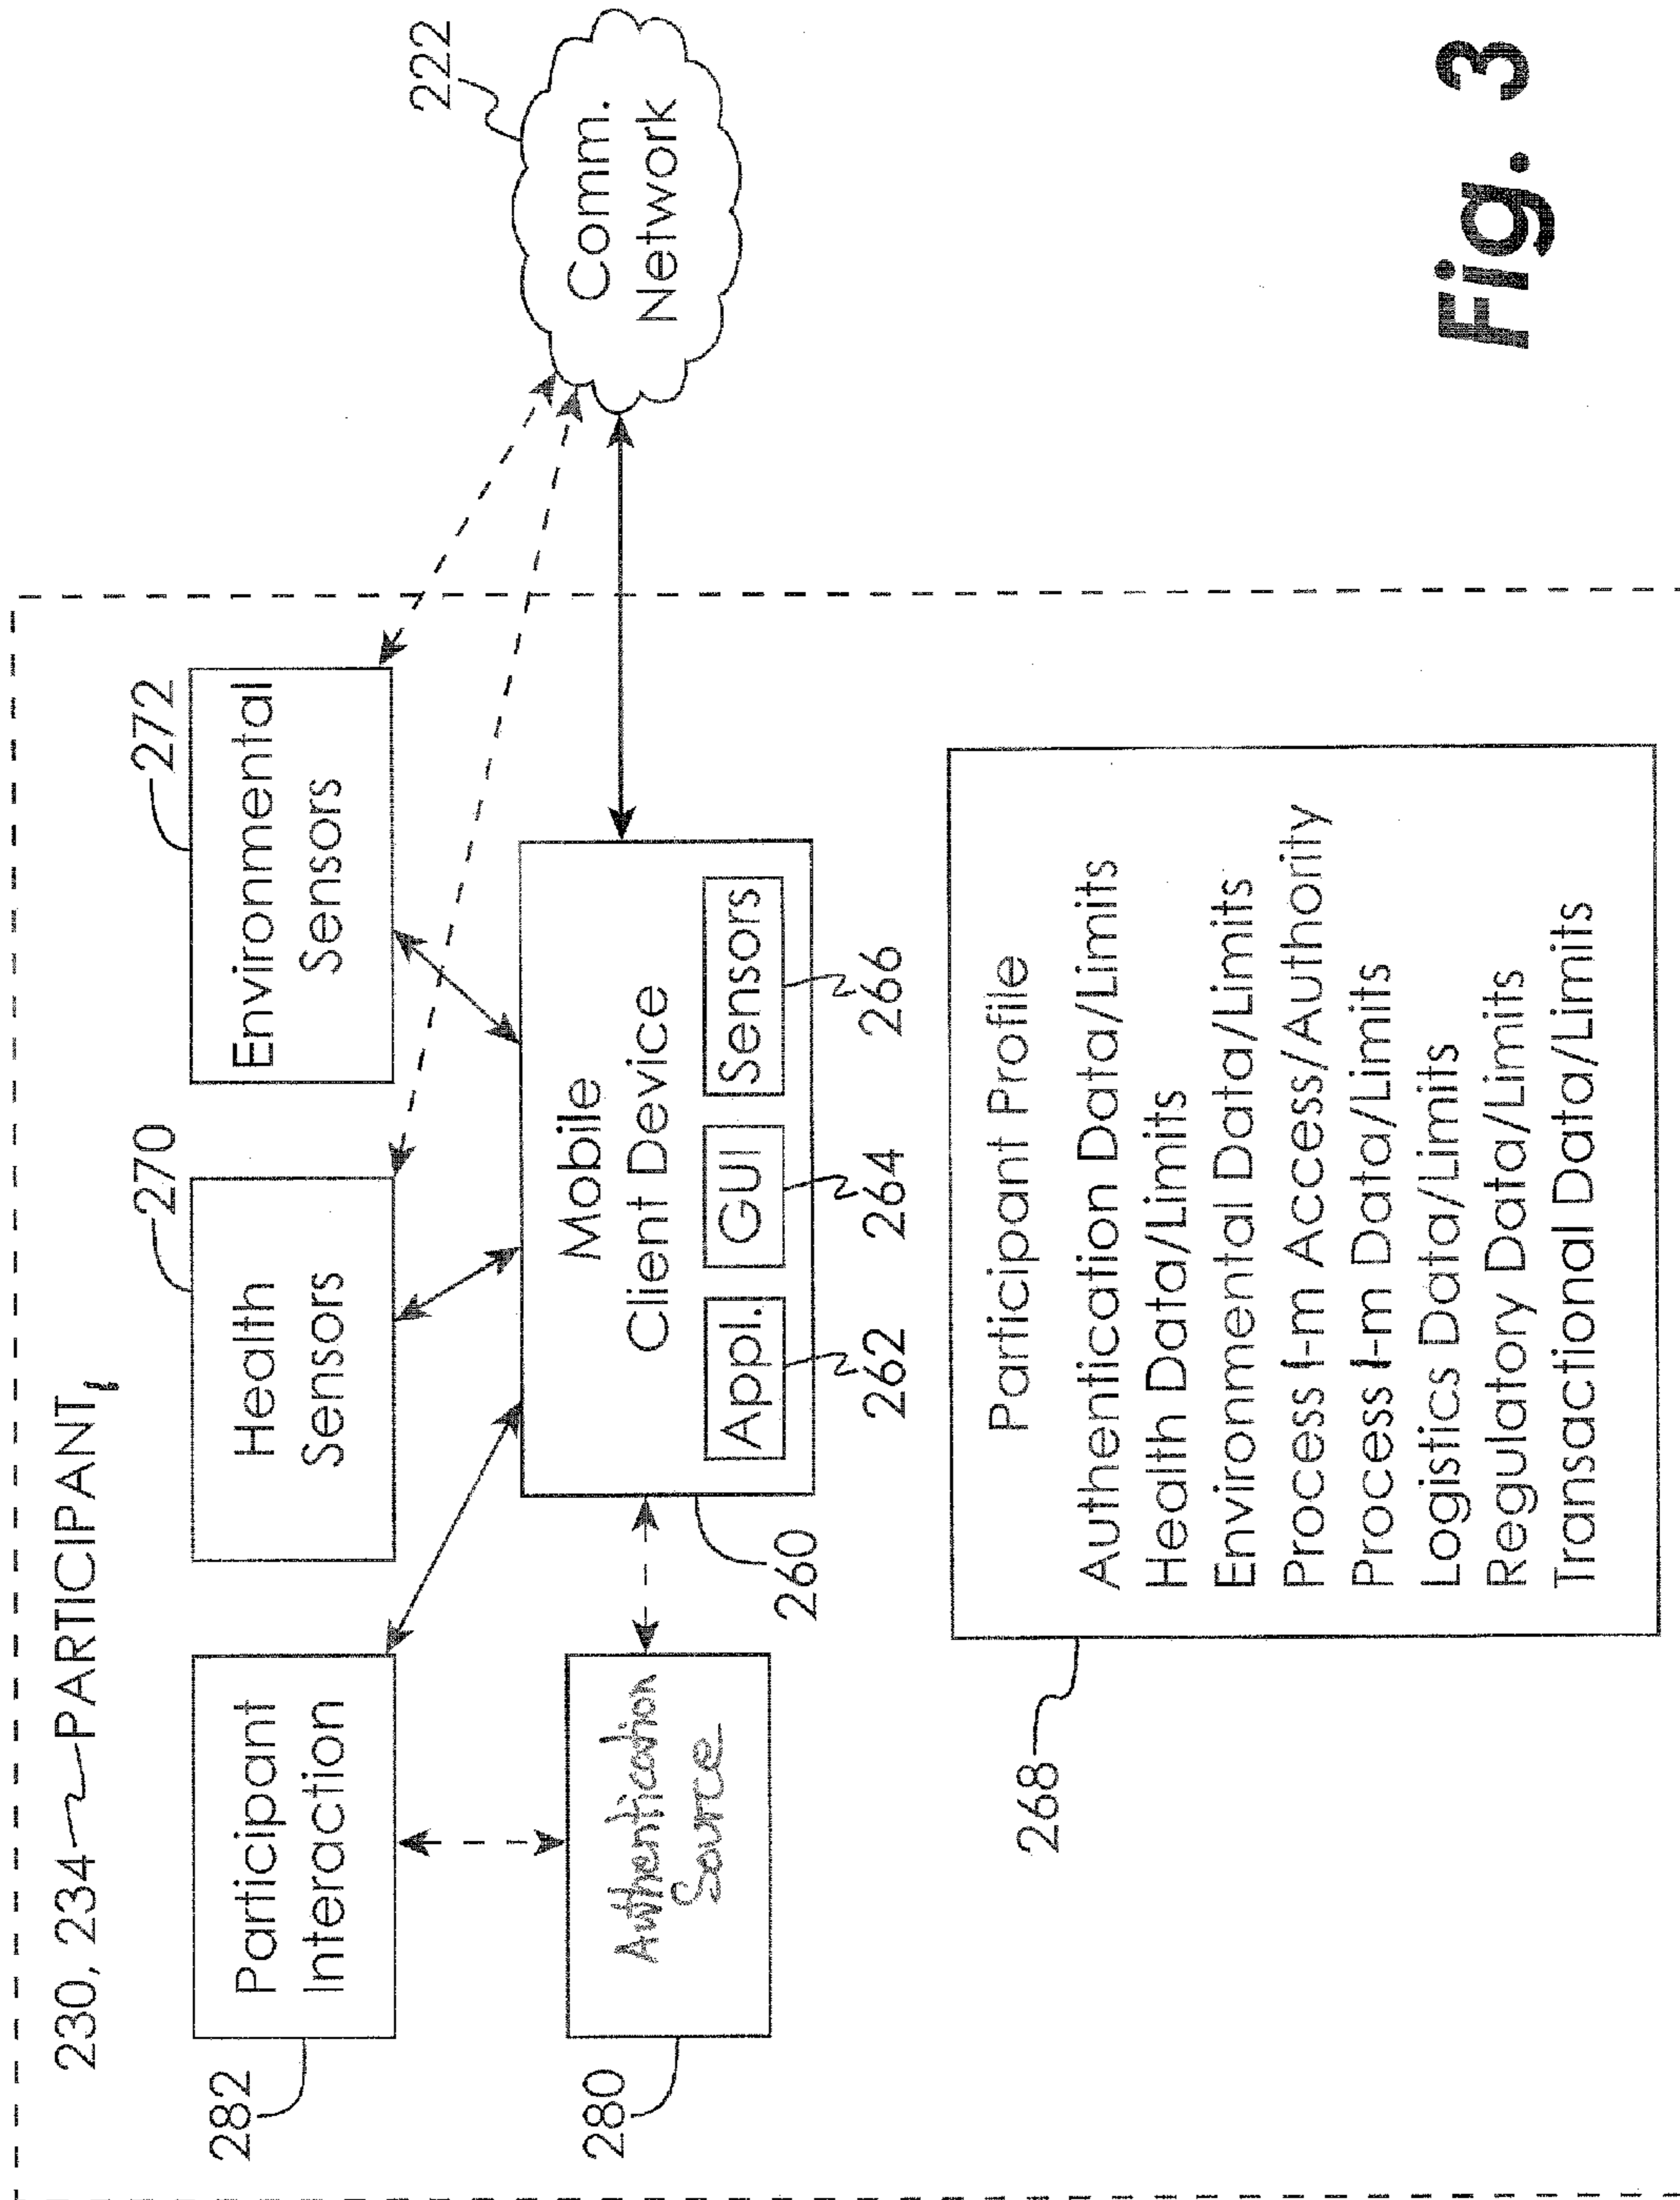 230, 234
PARTICIPANT
282
Participant
Interaction
270
Health
Sensors
272
Environmental
Sensors
222
Comm.
Network
280
Authentication
Source
260
Mobile
Client Device
Appl.
GUI
Sensors
262
264
266
268
Participant Profile
Authentication Data/Limits
Health Data/Limits
Environmental Data/Limits
Process 1-m Access/Authority
Process 1-m Data/Limits
Logistics Data/Limits
Regulatory Data/Limits
Transactional Data/Limits
Fig. 3